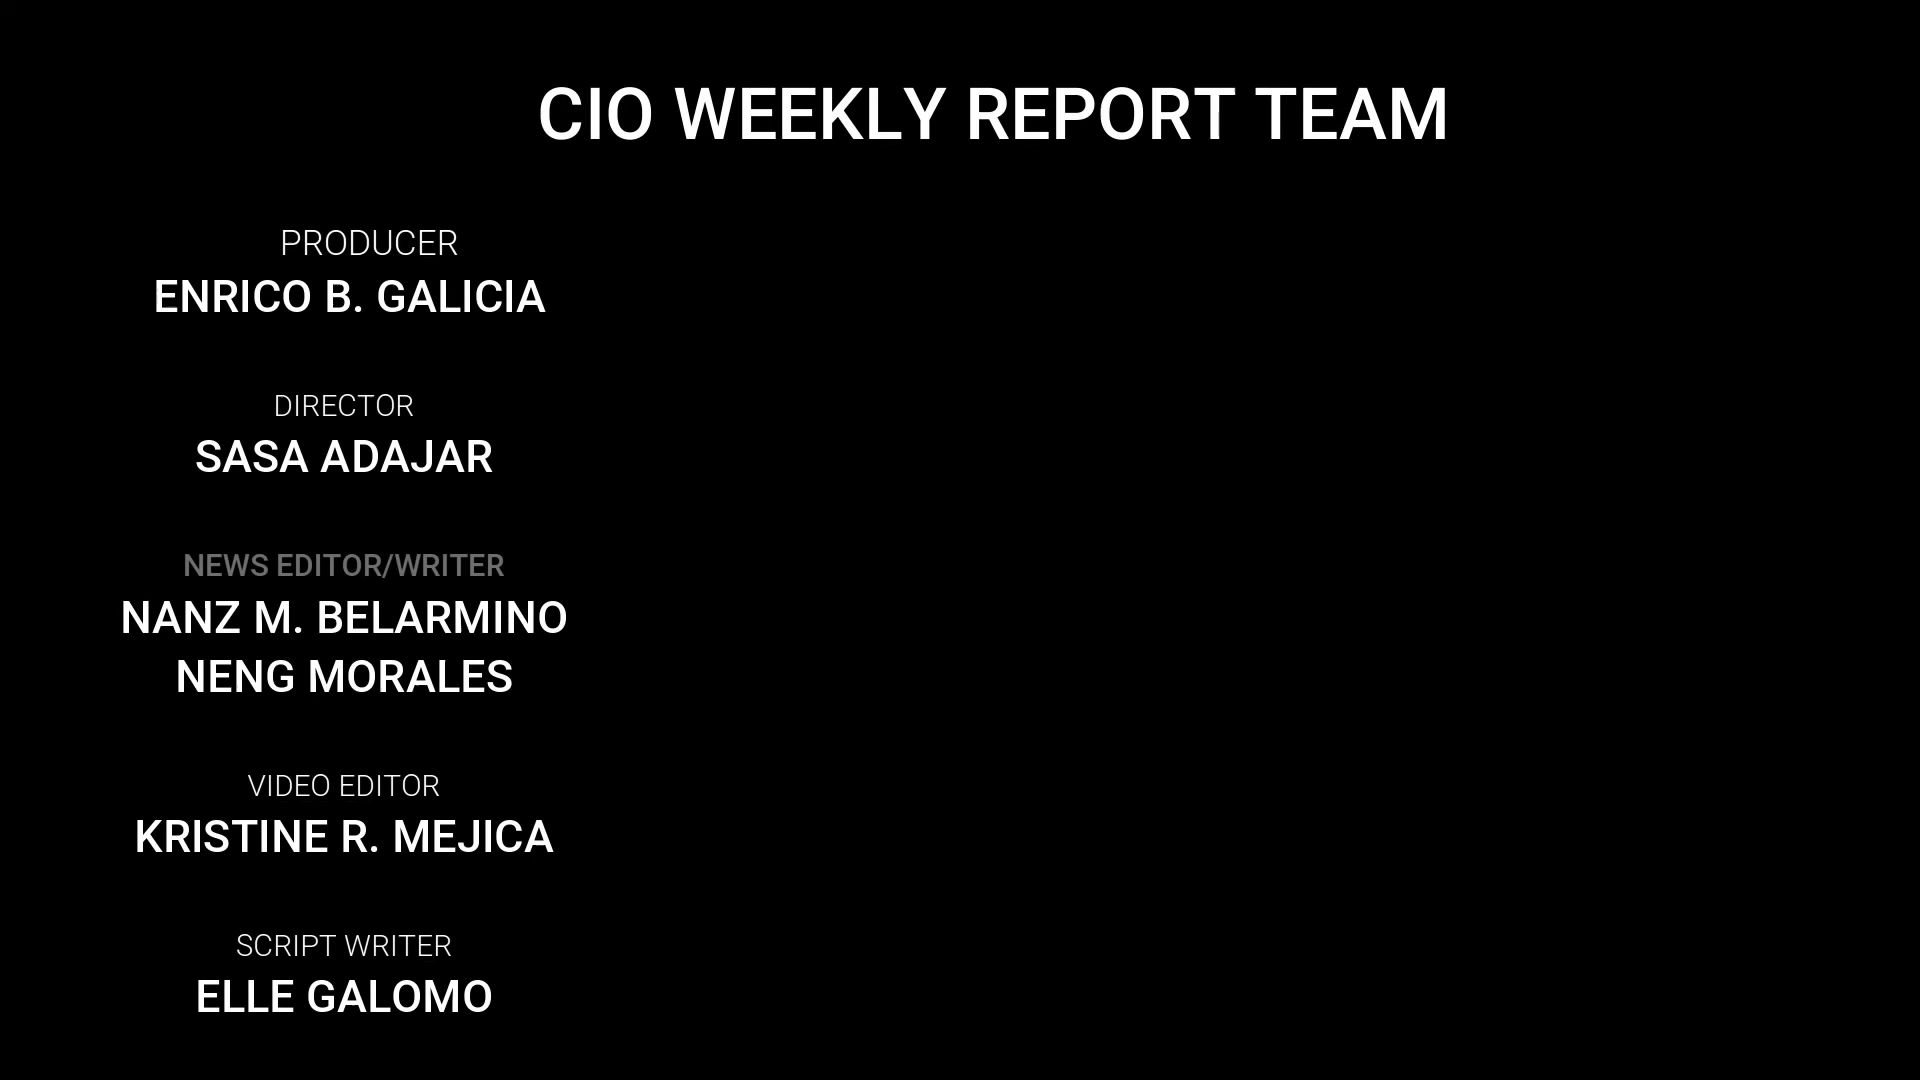 CIO WEEKLY REPORT TEAM
PRODUCER
ENRICO B. GALICIA
DIRECTOR
SASA ADAJAR
NEWS EDITOR/WRITER
NANZ M. BELARMINO
NENG MORALES
VIDEO EDITOR
KRISTINE R. MEJICA
SCRIPT WRITER
ELLE GALOMO